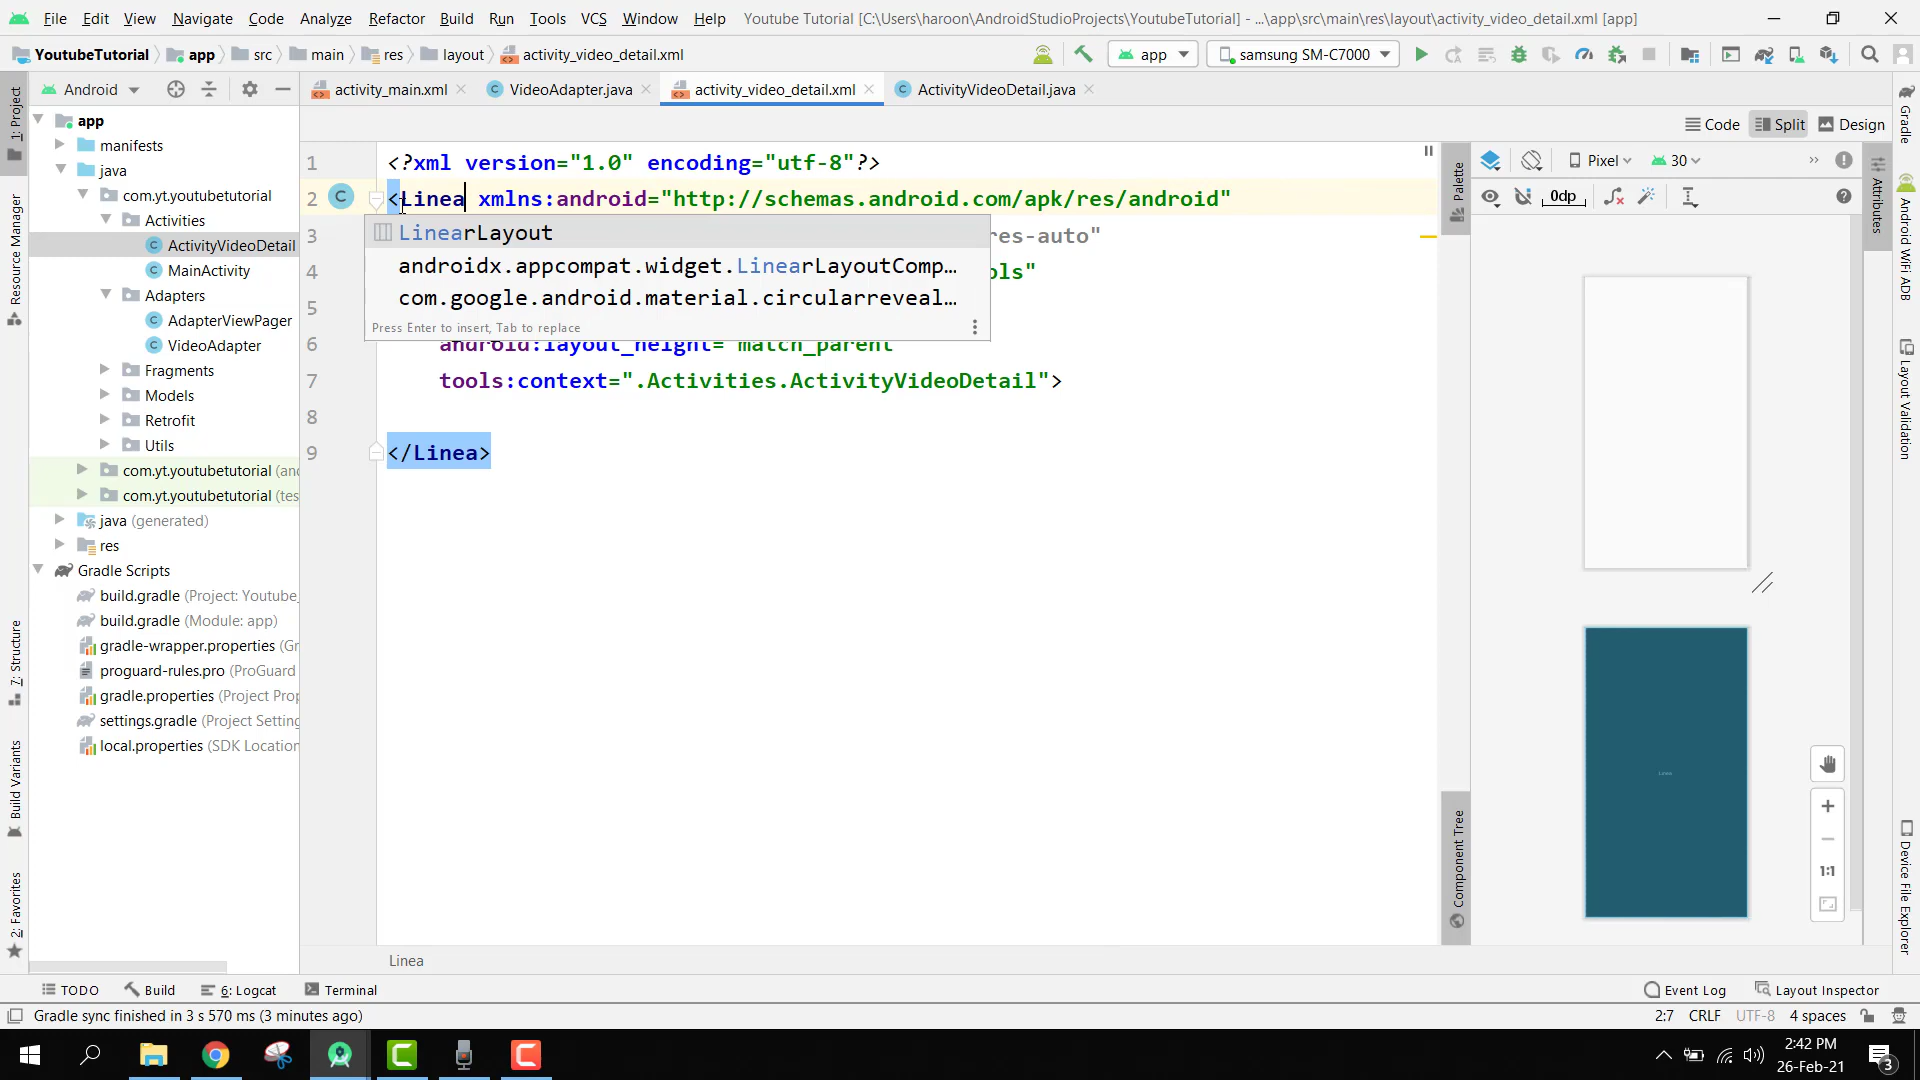 File Edit View Navigate Code Analyze Refactor Build Run Tools VCS Window Help Youtube Tutorial [C:\Users\haroon\AndroidStudioProjects\YoutubeTutorial] - ...\app\src\main\res\layout\activity_video_detail.xml [app]
YoutubeTutorial app src main res layout activity_video_detail.xml app samsung SM-C7000
Android activity_main.xml VideoAdapter.java activity_video_detail.xml ActivityVideoDetail.java
Code Split Design
1: Project
Resource Manager
7: Structure
Build Variants
2: Favorites
app
manifests
java
com.yt.youtubetutorial
Activities
ActivityVideoDetail
MainActivity
Adapters
AdapterViewPager
VideoAdapter
Fragments
Models
Retrofit
Utils
com.yt.youtubetutorial (and
com.yt.youtubetutorial (tes
java (generated)
res
Gradle Scripts
build.gradle (Project: Youtube_
build.gradle (Module: app)
gradle-wrapper.properties (Gr
proguard-rules.pro (ProGuard
gradle.properties (Project Prop
settings.gradle (Project Setting
local.properties (SDK Location
1 <?xml version="1.0" encoding="utf-8"?>
2 <Linea xmlns:android="http://schemas.android.com/apk/res/android"
3 res-auto"
4 ols"
5
6 android:layout_height="match_parent"
7 tools:context=".Activities.ActivityVideoDetail">
8
9 </Linea>
LinearLayout
androidx.appcompat.widget.LinearLayoutComp…
com.google.android.material.circularreveal…
Press Enter to insert, Tab to replace
Linea
Palette
Component Tree
Pixel 30
0dp
Linea
1:1
Attributes
Gradle
Android WiFi ADB
Layout Validation
Device File Explorer
TODO Build 6: Logcat Terminal Event Log Layout Inspector
Gradle sync finished in 3 s 570 ms (3 minutes ago) 2:7 CRLF UTF-8 4 spaces
2:42 PM
26-Feb-21
3